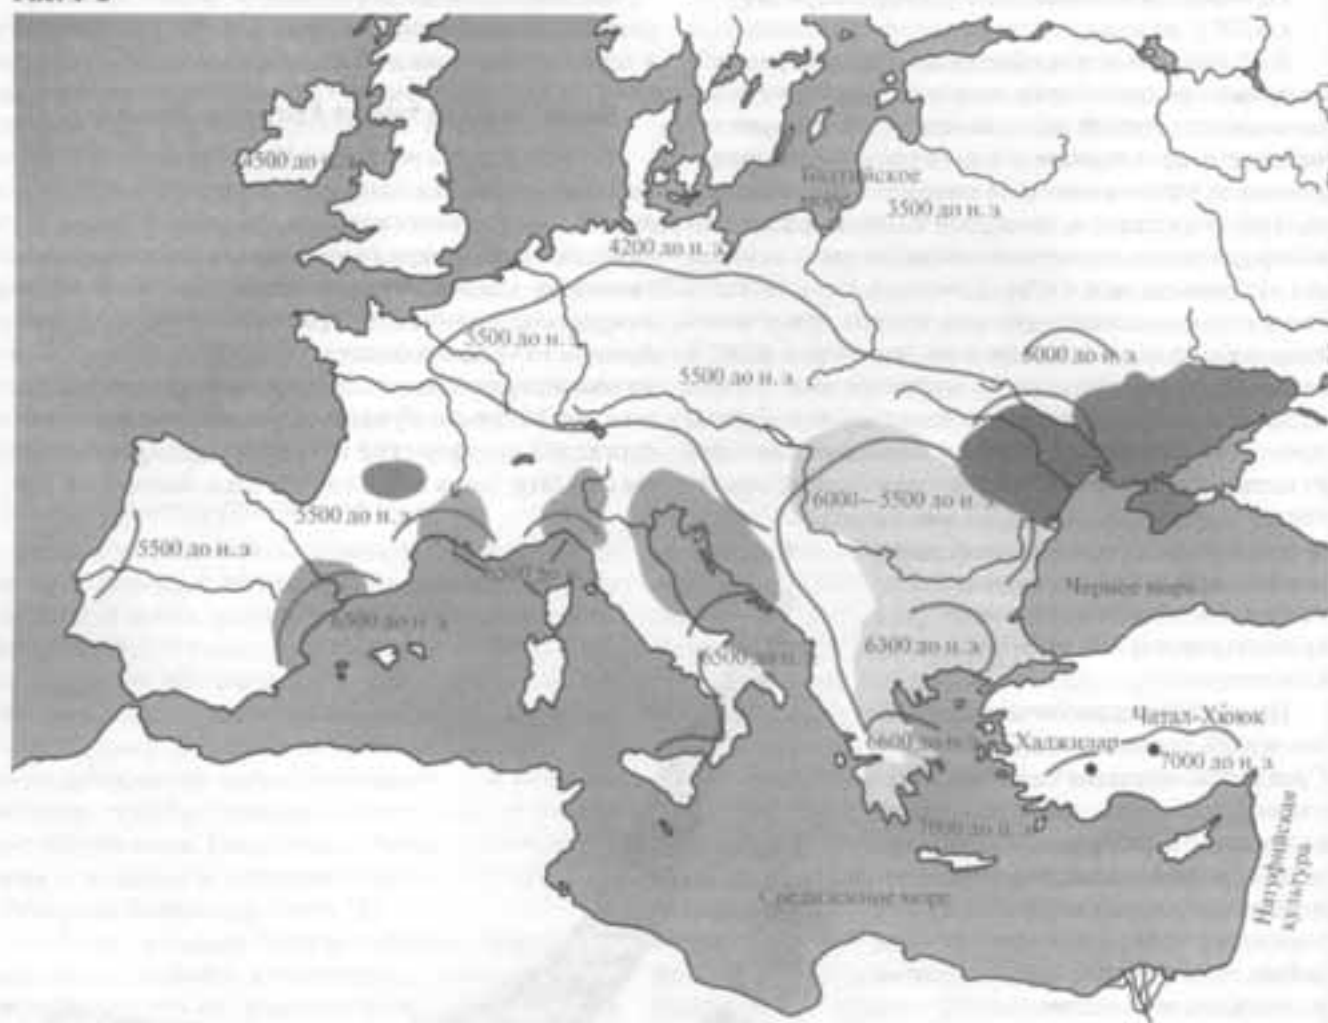 4500 до н. э.
Балтийское
море
3500 до н. э.
4200 до н. э.
5500 до н. э.
5500 до н. э.
6000 до н. э.
6000–5500 до н. э.
5500 до н. э.
5500 до н. э.
Черное море
6500 до н. э.
6300 до н. э.
6500 до н. э.
Чатал-Хююк
6600 до н. э.
Хаджилар
7000 до н. э.
7000 до н. э.
Натуфийская
культура
Средиземное море